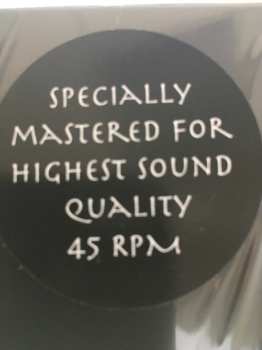 SPECIALLY
MASTERED FOR
HIGHEST SOUND
QUALITY
45 RPM